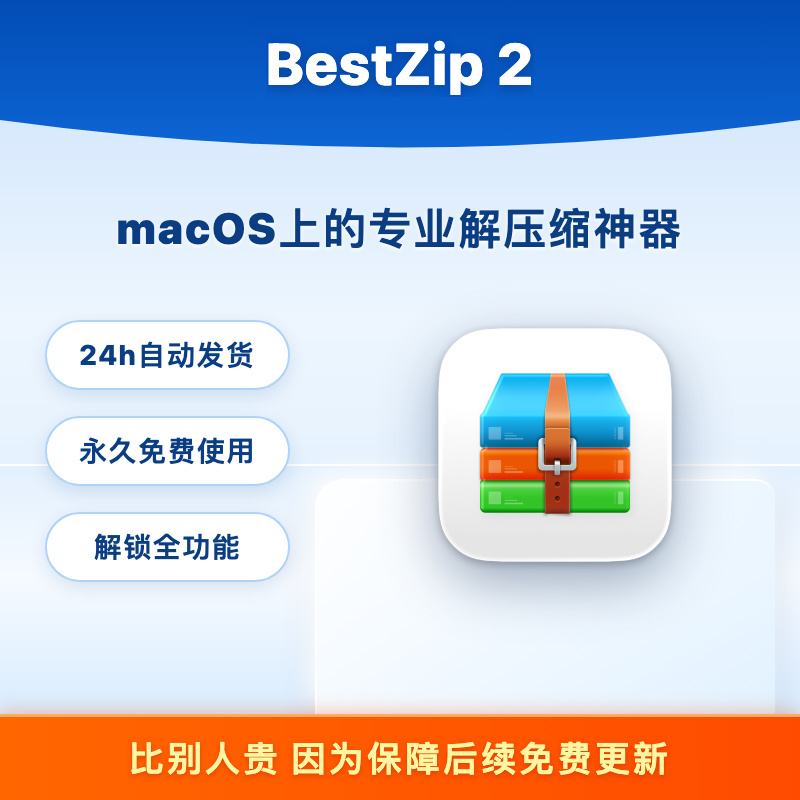 BestZip 2
macOS上的专业解压缩神器
24h自动发货
永久免费使用
解锁全功能
比别人贵 因为保障后续免费更新